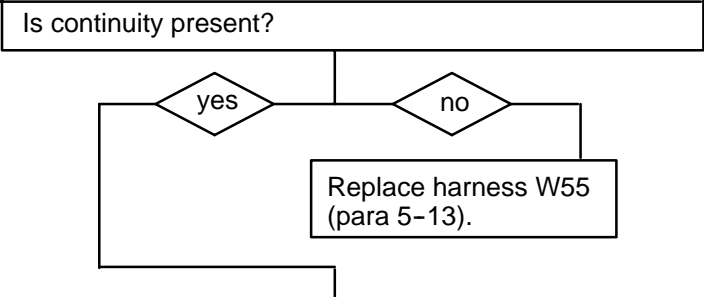 Is continuity present?
yes
no
Replace harness W55
(para 5-13).